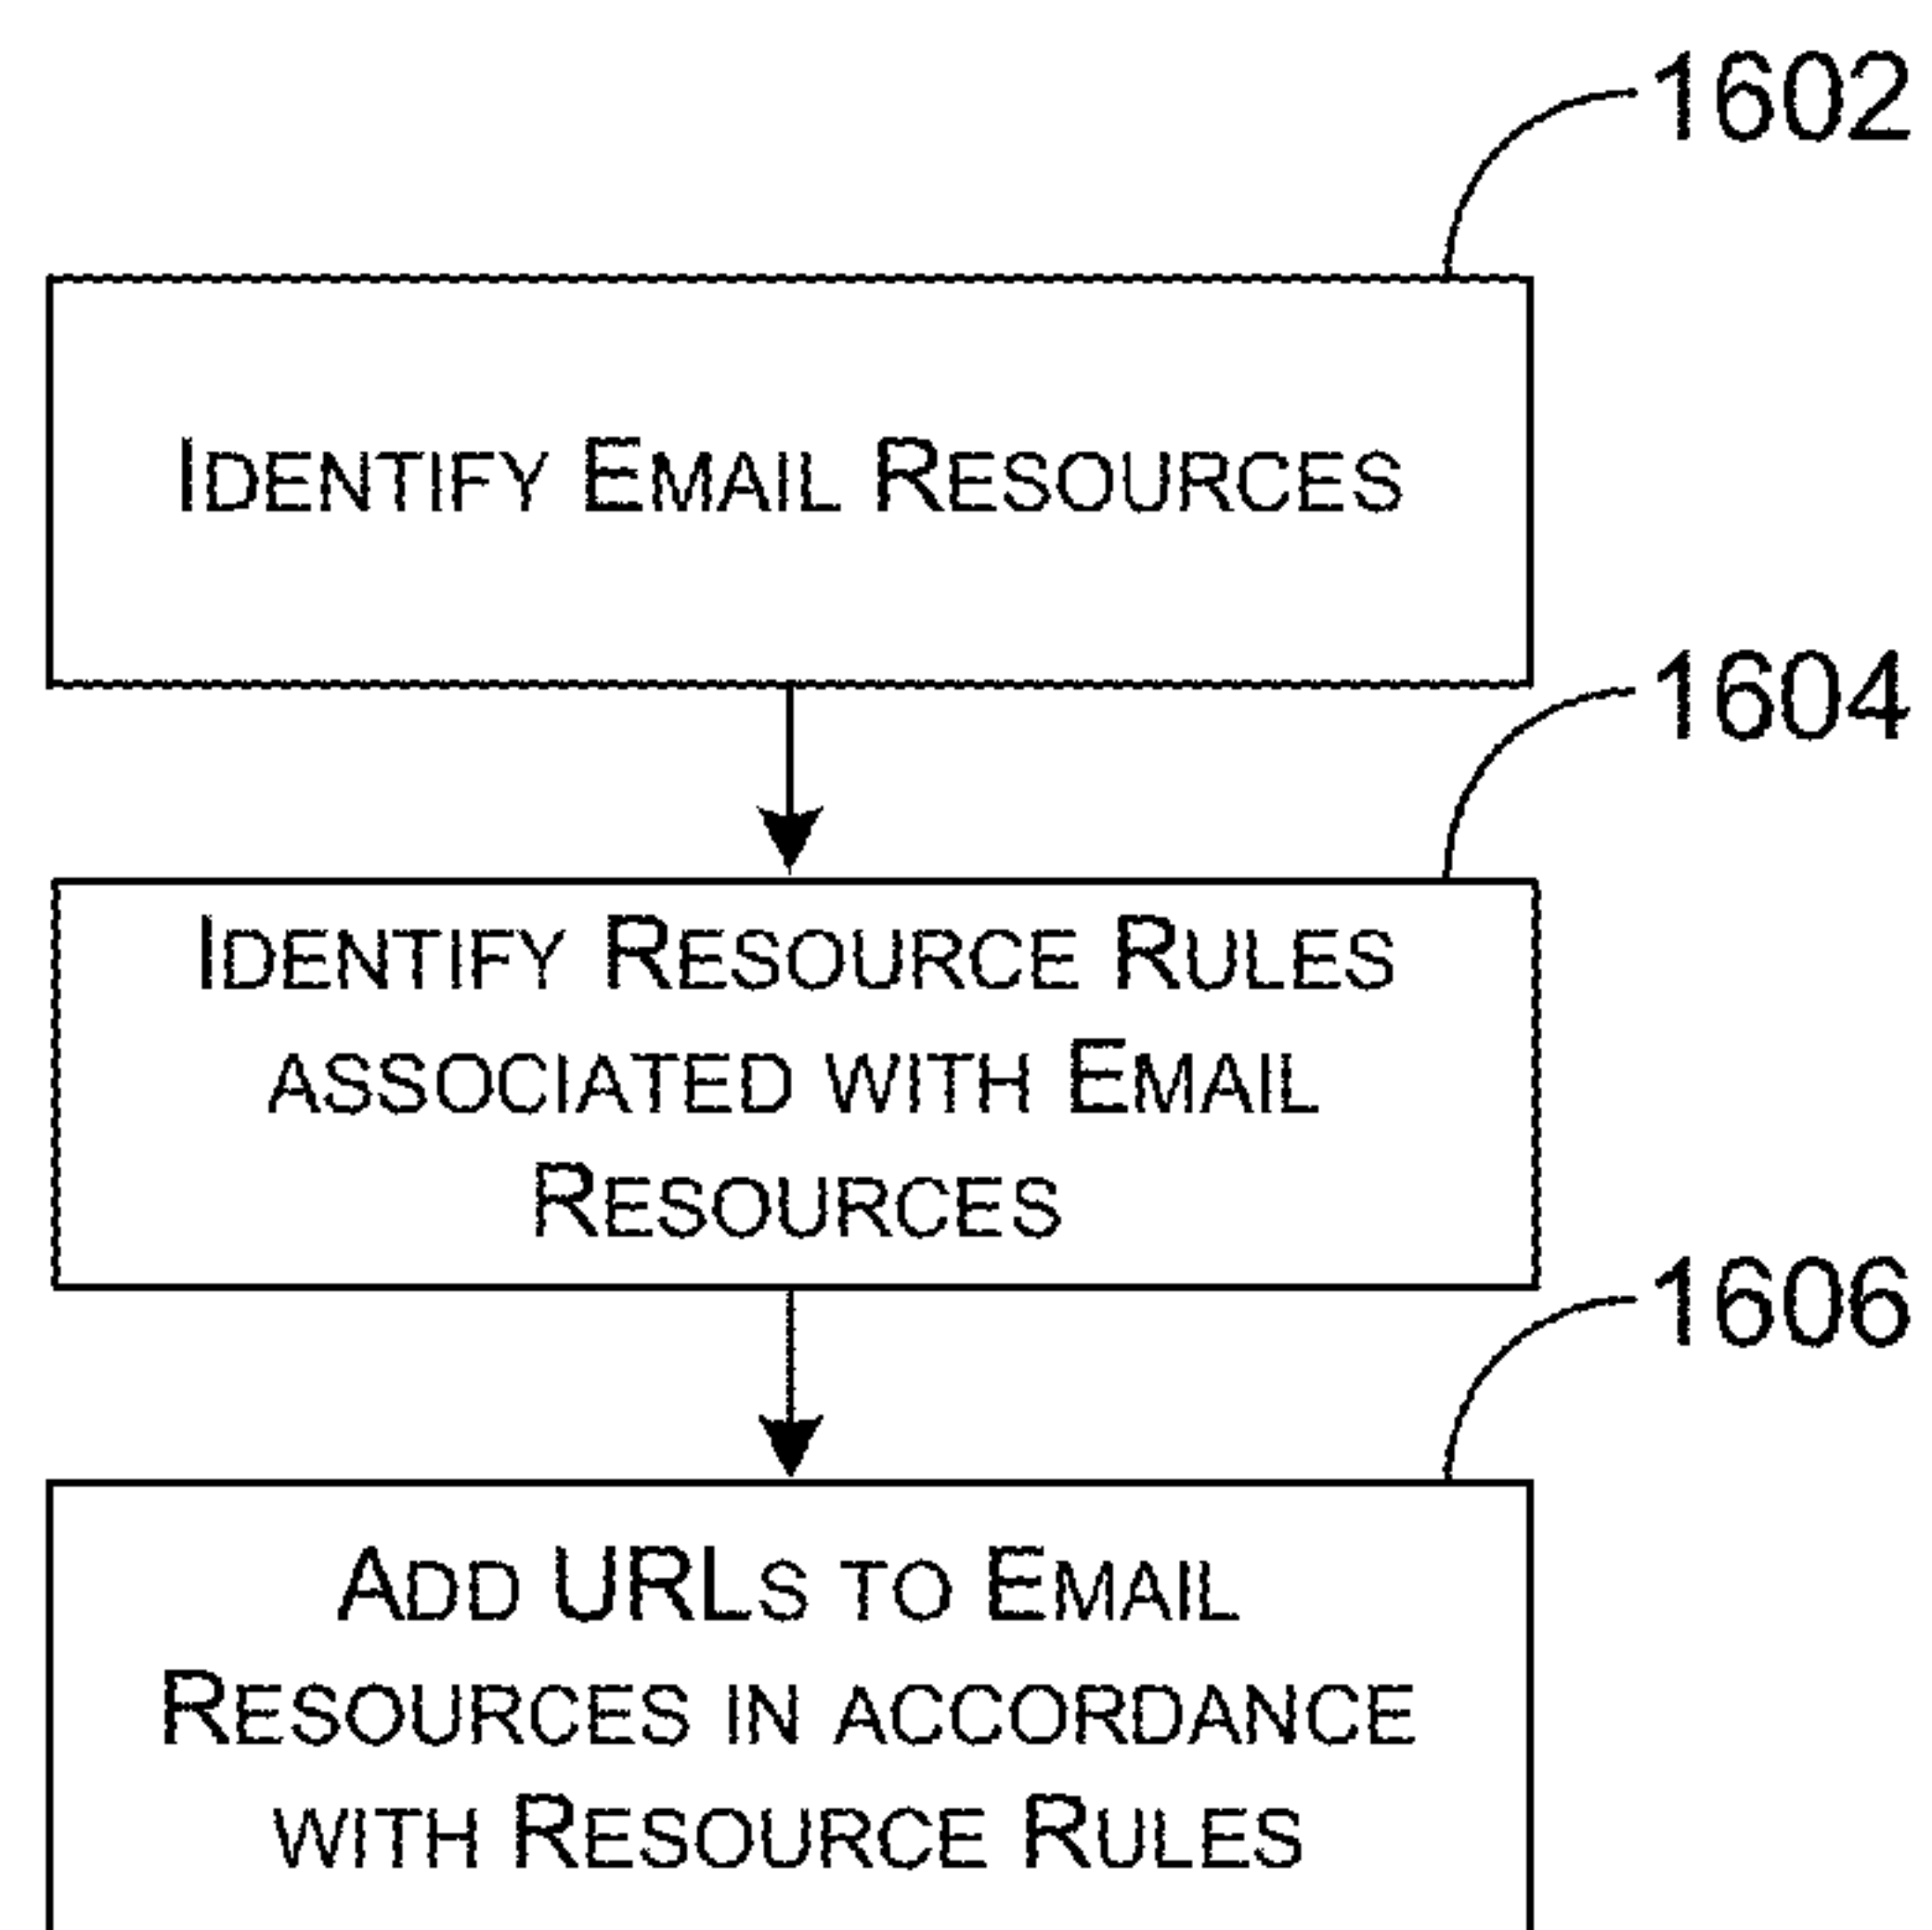 1602
Identify Email Resources
1604
Identify Resource Rules
associated with Email
Resources
1606
Add URLs to Email
Resources in accordance
with Resource Rules